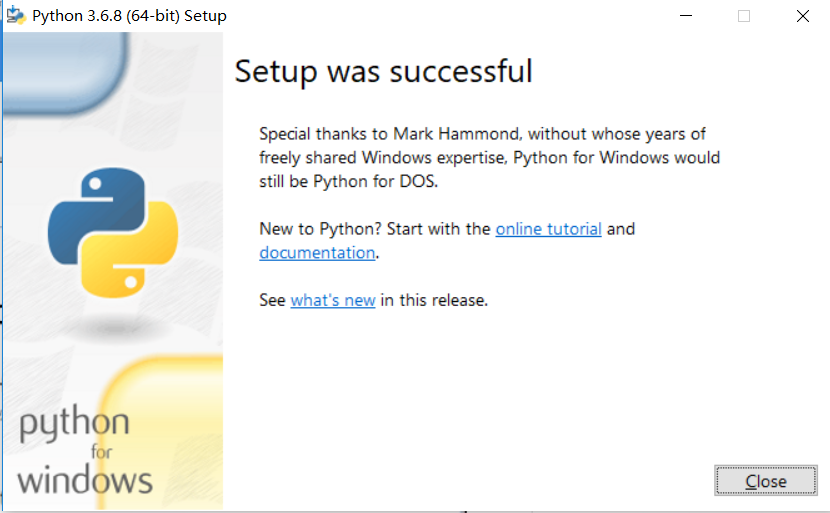 Python 3.6.8 (64-bit) Setup
Setup was successful
Special thanks to Mark Hammond, without whose years of
freely shared Windows expertise, Python for Windows would
still be Python for DOS.
New to Python? Start with the online tutorial and
documentation.
See what's new in this release.
python
for
windows
Close